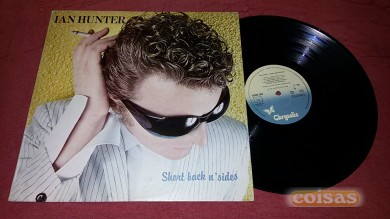 IAN HUNTER
Short back n' sides
Chrysalis
coisas